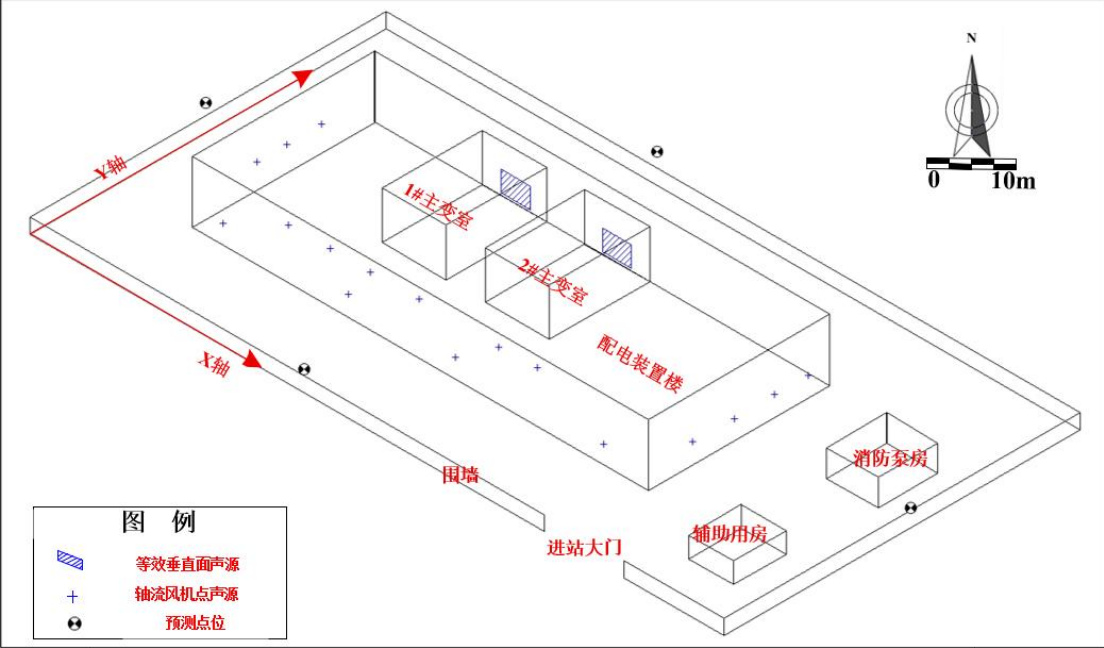 N
0 10m
Y轴
1#主变室
2#主变室
配电装置楼
X轴
围墙
消防泵房
辅助用房
进站大门
图 例
等效垂直面声源
轴流风机点声源
预测点位